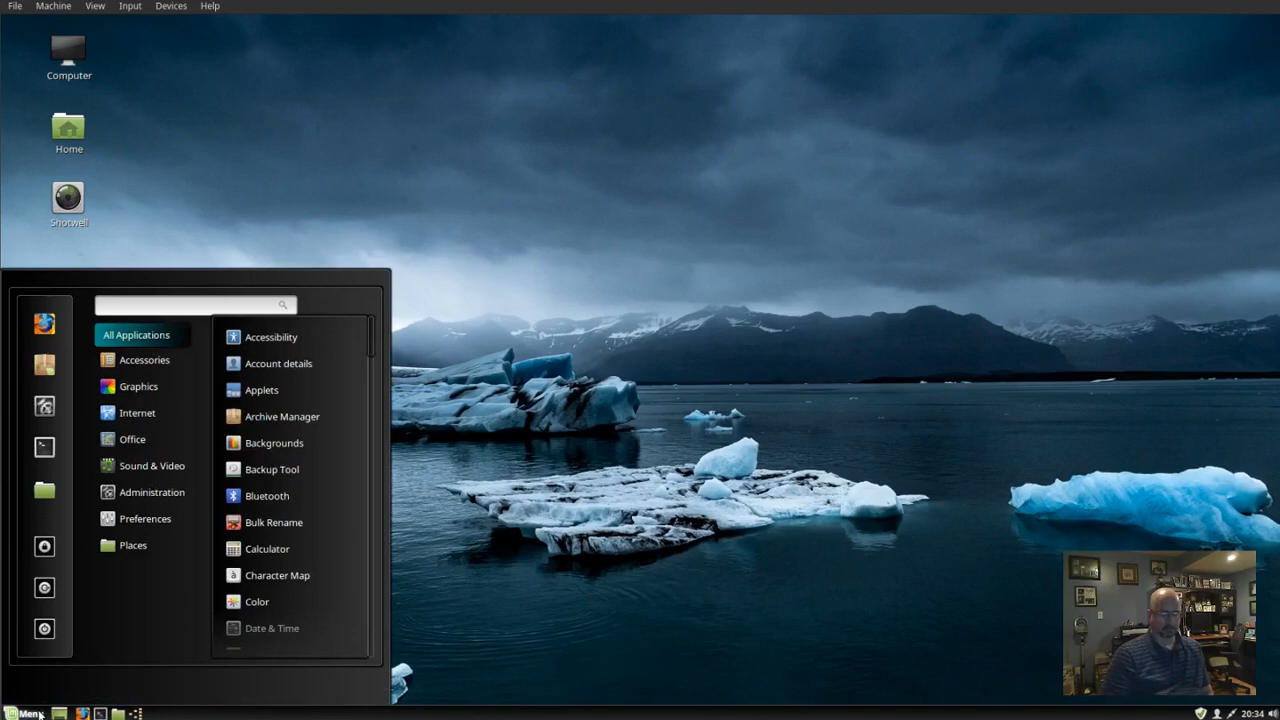 File Machine View Input Devices Help
Computer
Home
Shotwell
All Applications
Accessories
Graphics
Internet
Office
Sound & Video
Administration
Preferences
Places
Accessibility
Account details
Applets
Archive Manager
Backgrounds
Backup Tool
Bluetooth
Bulk Rename
Calculator
Character Map
Color
Date & Time
Menu
20:34